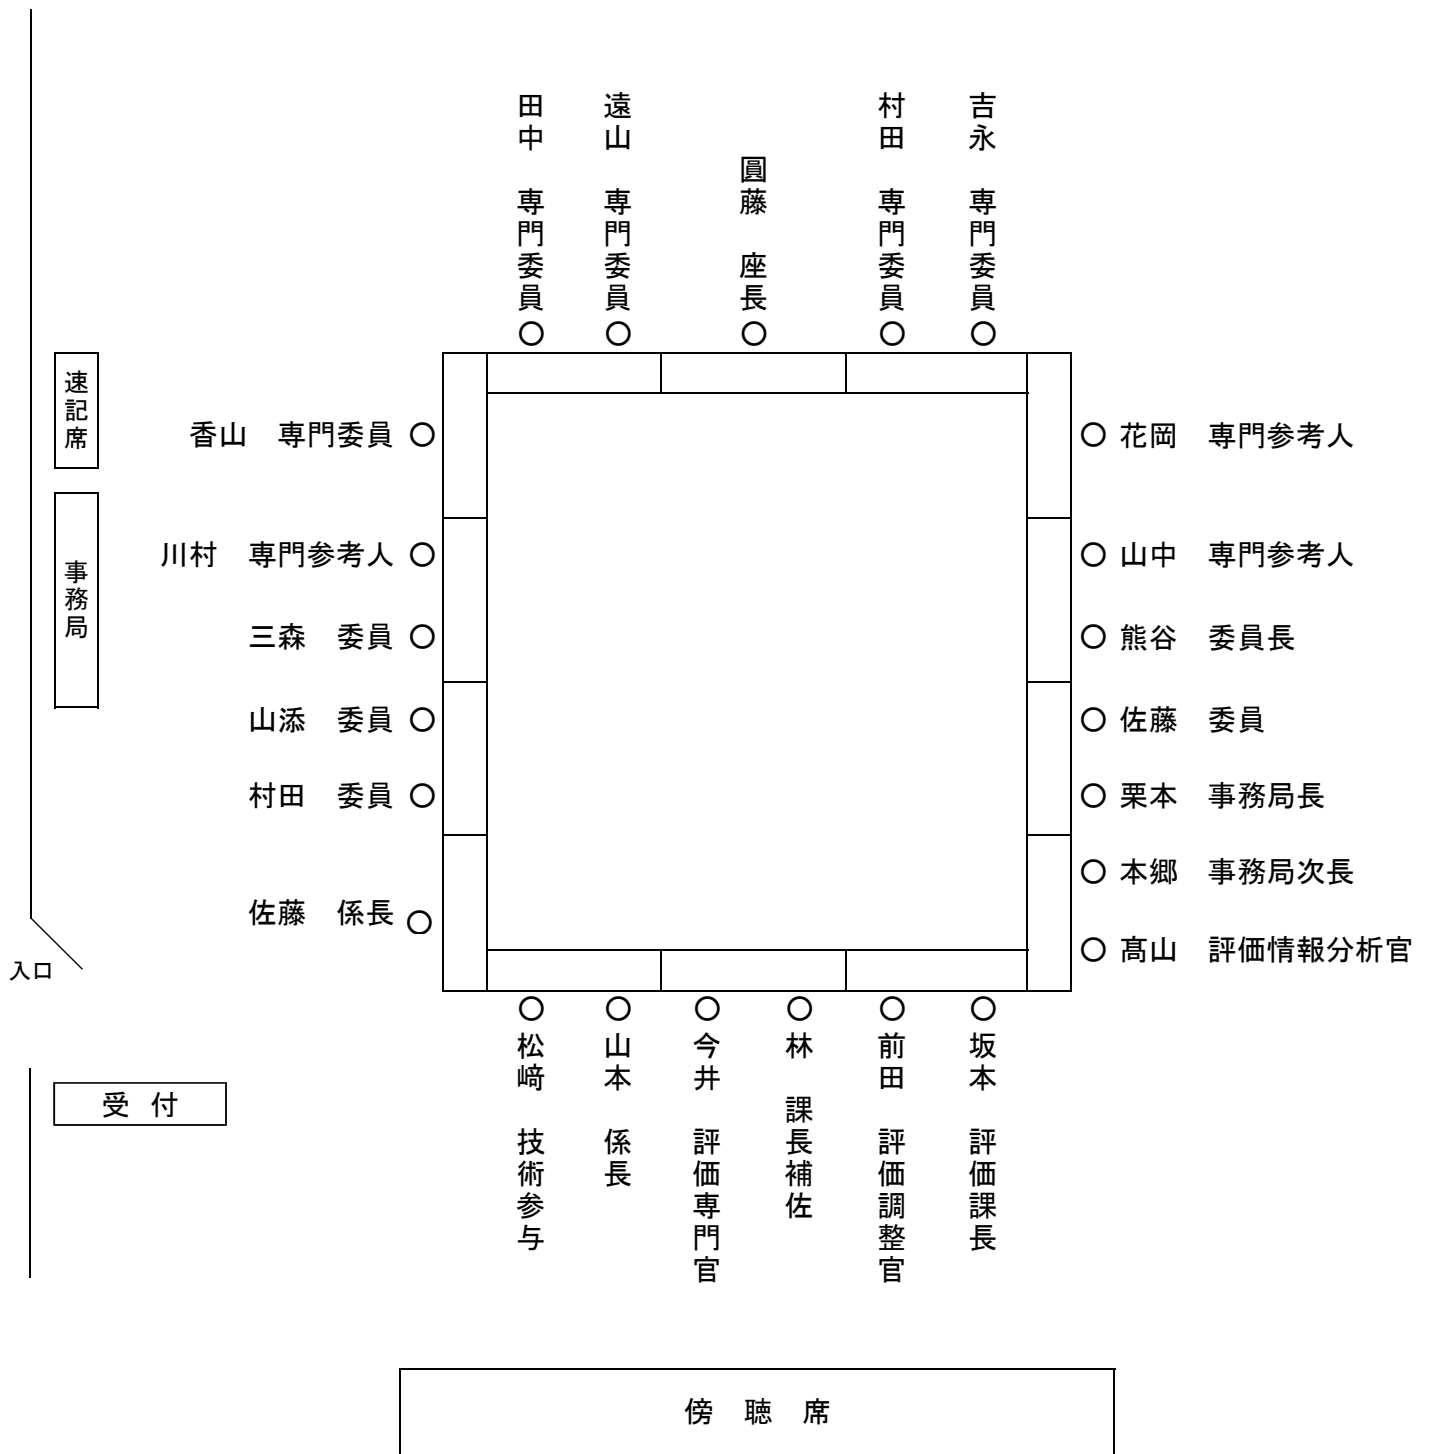 田中　専門委員
遠山　専門委員
圓藤　座長
村田　専門委員
吉永　専門委員
速記席
事務局
香山　専門委員
川村　専門参考人
三森　委員
山添　委員
村田　委員
佐藤　係長
花岡　専門参考人
山中　専門参考人
熊谷　委員長
佐藤　委員
栗本　事務局長
本郷　事務局次長
髙山　評価情報分析官
入口
受付
松﨑　技術参与
山本　係長
今井　評価専門官
林　課長補佐
前田　評価調整官
坂本　評価課長
傍聴席